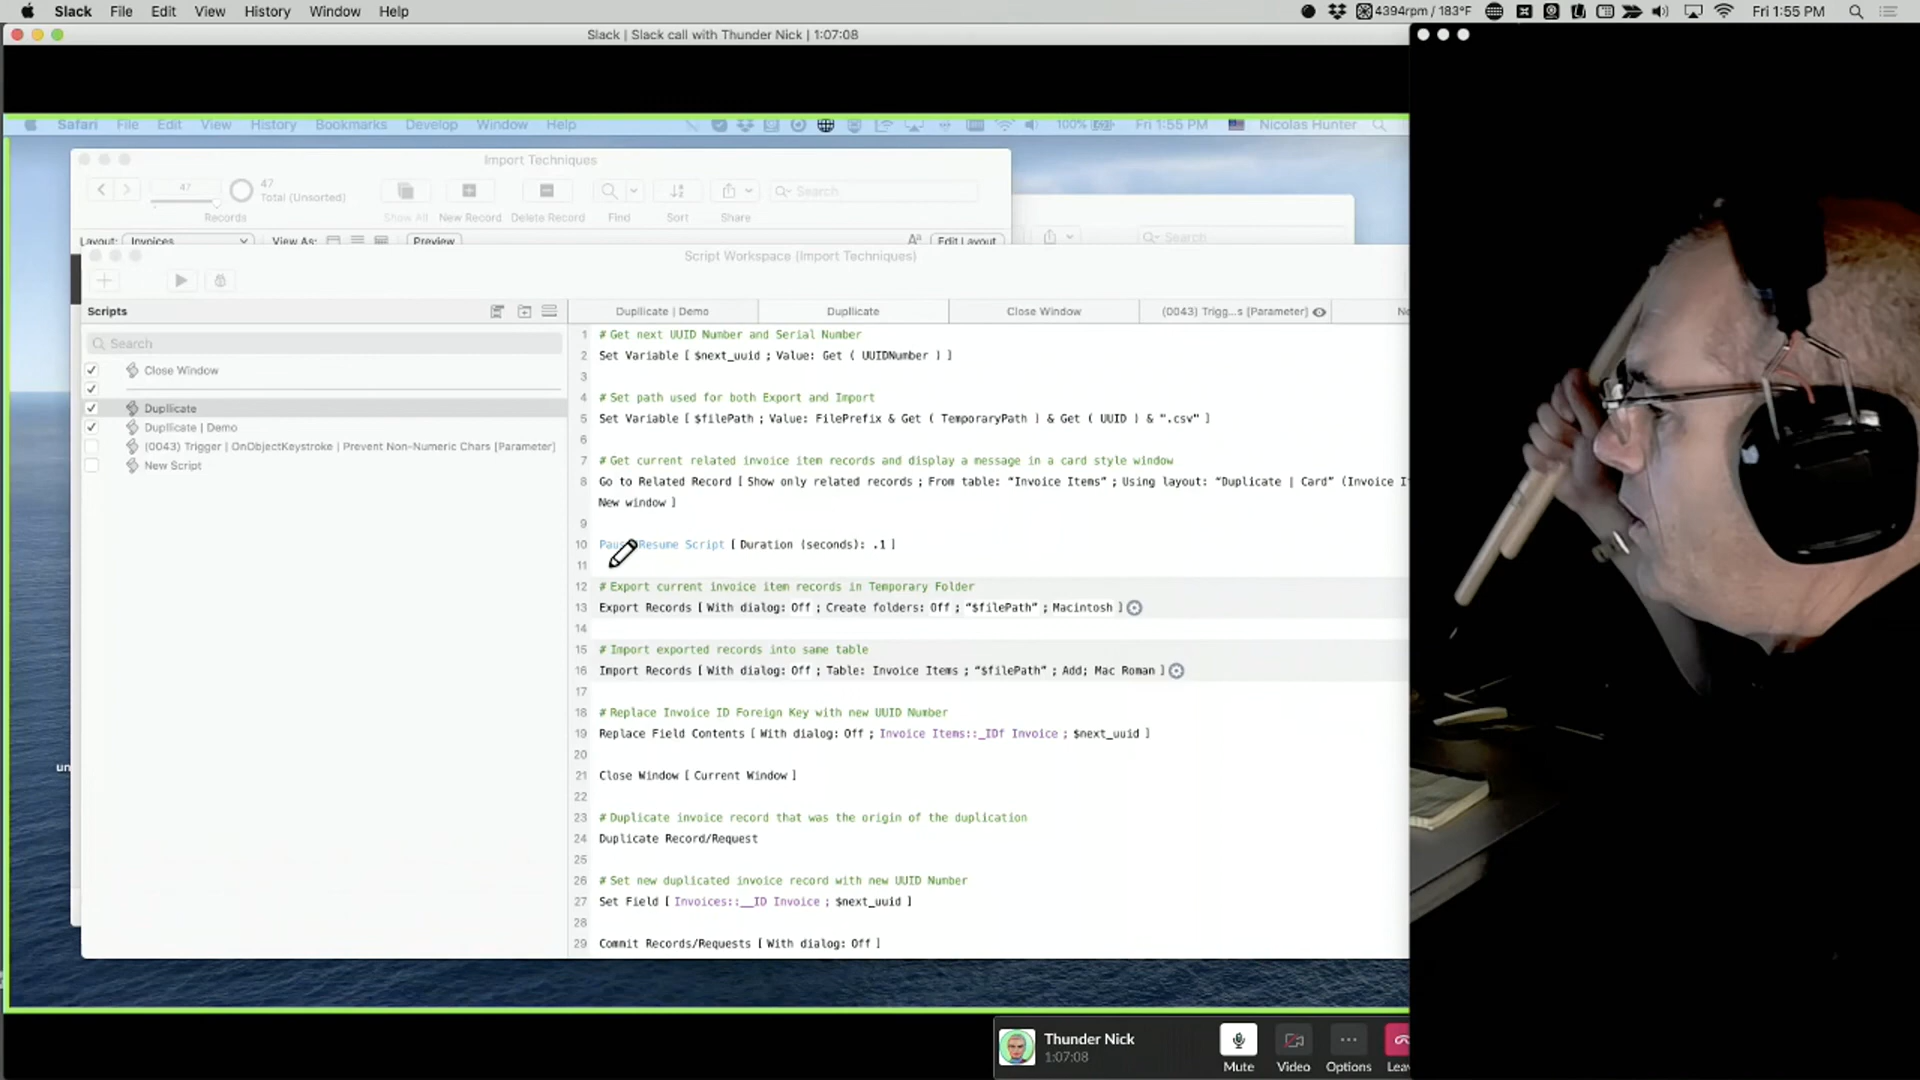 Slack File Edit View History Window Help 4394rpm / 183°F Fri 1:55 PM
Slack | Slack call with Thunder Nick | 1:07:08
Safari File Edit View History Bookmarks Develop Window Help 100% Fri 1:55 PM Nicolas Hunter
Import Techniques
47 47 Total (Unsorted) Search
Records Show All New Record Delete Record Find Sort Share
Search
Layout: Invoices View As: Preview Edit Layout
Script Workspace (Import Techniques)
Scripts
Search
Close Window
Duplicate
Duplicate | Demo
(0043) Trigger | OnObjectKeystroke | Prevent Non-Numeric Chars [Parameter]
New Script
Duplicate | Demo Duplicate Close Window (0043) Trigg...s [Parameter]
1 # Get next UUID Number and Serial Number
2 Set Variable [ $next_uuid ; Value: Get ( UUIDNumber ) ]
3
4 # Set path used for both Export and Import
5 Set Variable [ $filePath ; Value: FilePrefix & Get ( TemporaryPath ) & Get ( UUID ) & ".csv" ]
6
7 # Get current related invoice item records and display a message in a card style window
8 Go to Related Record [ Show only related records ; From table: "Invoice Items" ; Using layout: "Duplicate | Card" (Invoice I
New window ]
9
10 Paus Resume Script [ Duration (seconds): .1 ]
11
12 # Export current invoice item records in Temporary Folder
13 Export Records [ With dialog: Off ; Create folders: Off ; "$filePath" ; Macintosh ]
14
15 # Import exported records into same table
16 Import Records [ With dialog: Off ; Table: Invoice Items ; "$filePath" ; Add; Mac Roman ]
17
18 # Replace Invoice ID Foreign Key with new UUID Number
19 Replace Field Contents [ With dialog: Off ; Invoice Items::_IDf Invoice ; $next_uuid ]
20
21 Close Window [ Current Window ]
22
23 # Duplicate invoice record that was the origin of the duplication
24 Duplicate Record/Request
25
26 # Set new duplicated invoice record with new UUID Number
27 Set Field [ Invoices::__ID Invoice ; $next_uuid ]
28
29 Commit Records/Requests [ With dialog: Off ]
un
Thunder Nick
1:07:08
Mute Video Options Leav